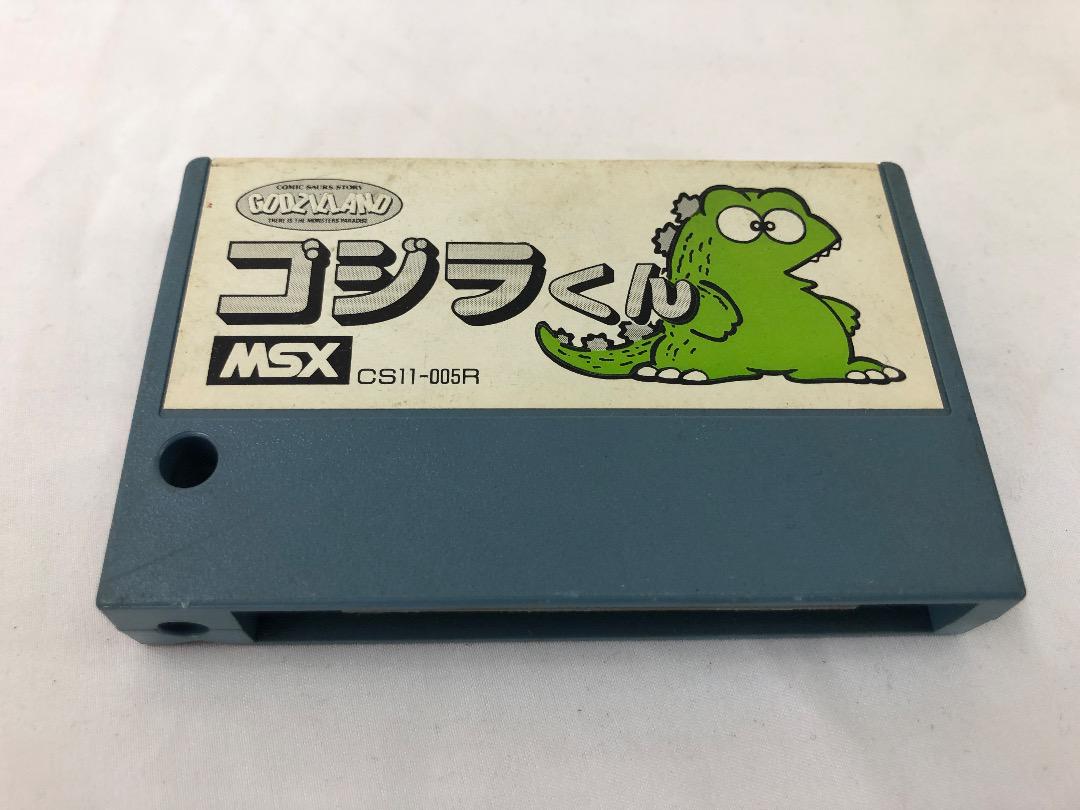 COMIC SAURS STORY
GODZILLAND
THERE IS THE MONSTERS PARADISE
ゴジラくん
MSX CS11-005R